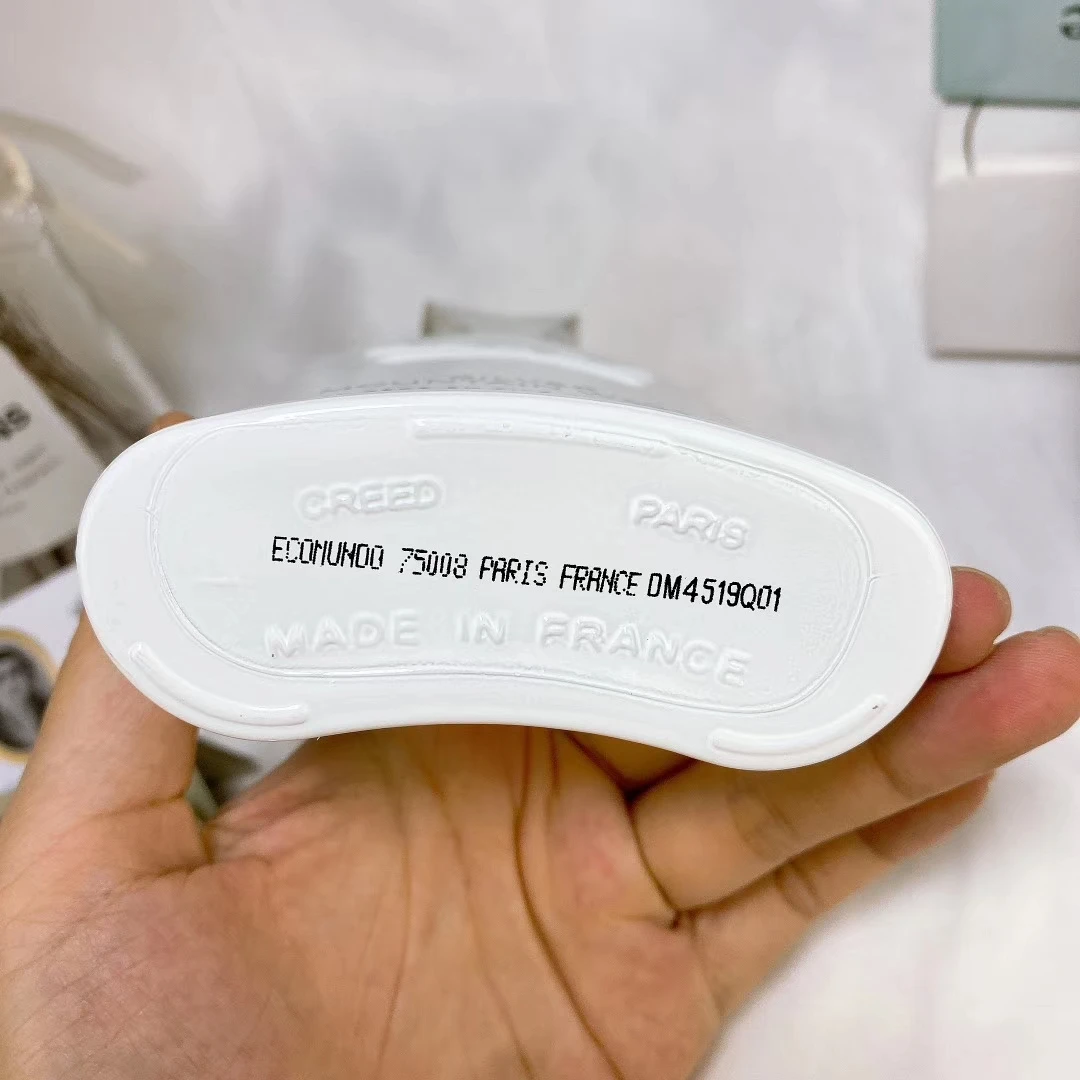 CREED PARIS
ECOMUNDO 75008 PARIS FRANCE DM4519Q01
MADE IN FRANCE